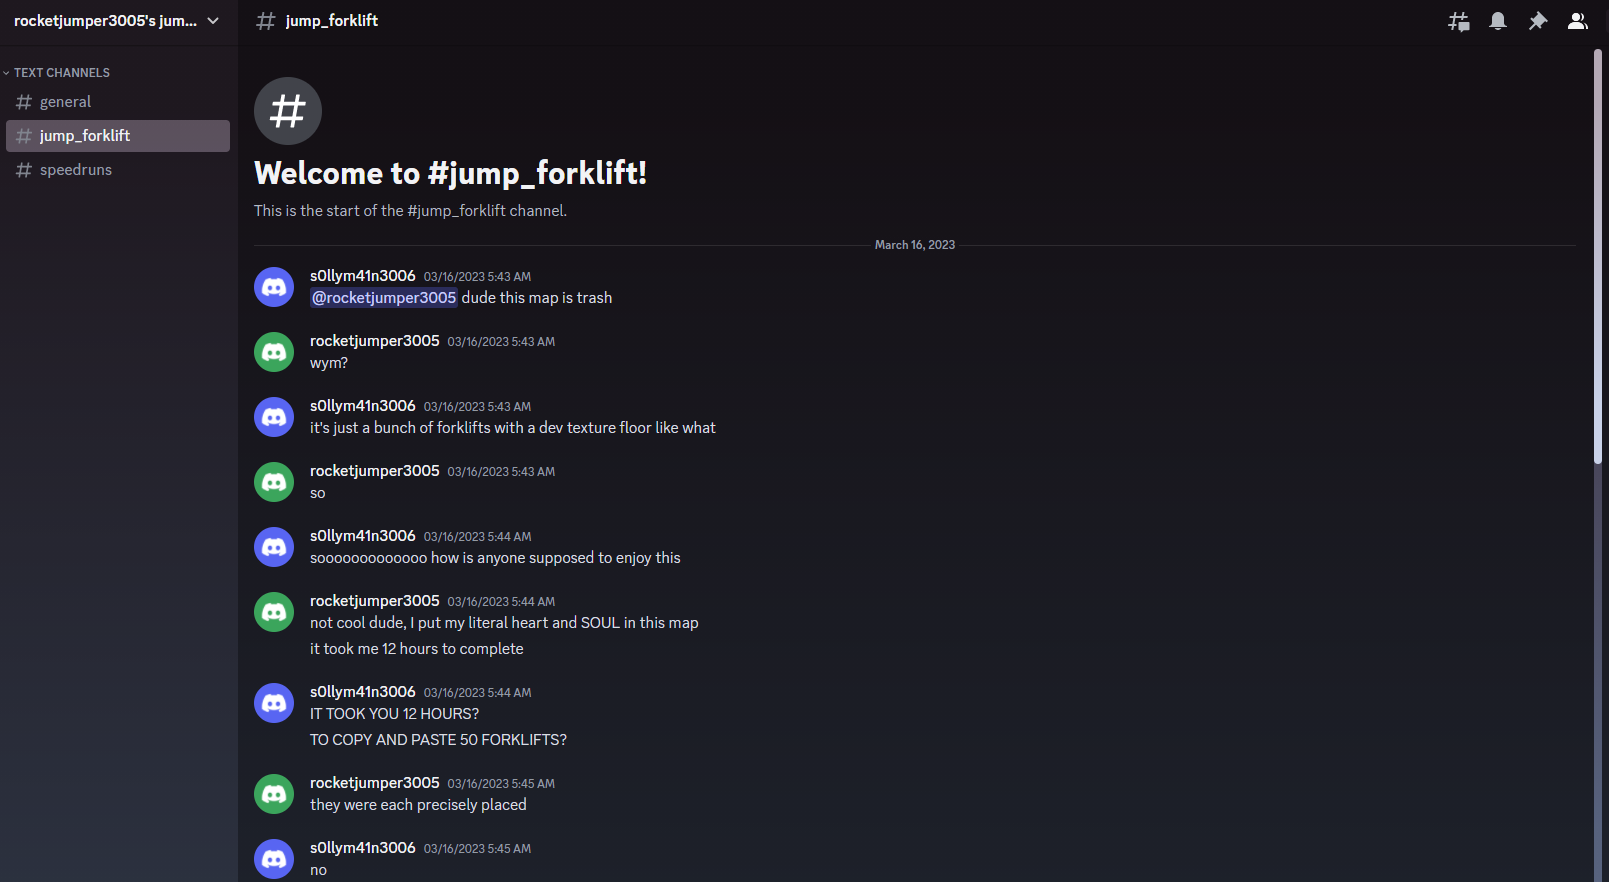 rocketjumper3005's jum...
# jump_forklift
TEXT CHANNELS
# general
# jump_forklift
# speedruns
#
Welcome to #jump_forklift!
This is the start of the #jump_forklift channel.
March 16, 2023
s0llym41n3006 03/16/2023 5:43 AM
@rocketjumper3005 dude this map is trash
rocketjumper3005 03/16/2023 5:43 AM
wym?
s0llym41n3006 03/16/2023 5:43 AM
it's just a bunch of forklifts with a dev texture floor like what
rocketjumper3005 03/16/2023 5:43 AM
so
s0llym41n3006 03/16/2023 5:44 AM
sooooooooooooo how is anyone supposed to enjoy this
rocketjumper3005 03/16/2023 5:44 AM
not cool dude, I put my literal heart and SOUL in this map
it took me 12 hours to complete
s0llym41n3006 03/16/2023 5:44 AM
IT TOOK YOU 12 HOURS?
TO COPY AND PASTE 50 FORKLIFTS?
rocketjumper3005 03/16/2023 5:45 AM
they were each precisely placed
s0llym41n3006 03/16/2023 5:45 AM
no